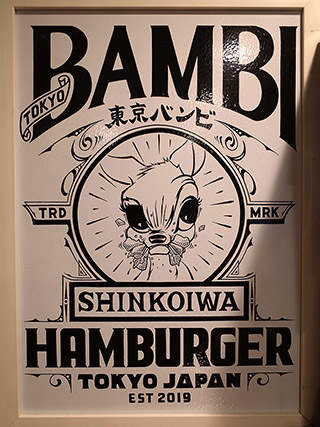 BAMBI
TOKYO
東京バンビ
TRD MRK
SHINKOIWA
HAMBURGER
TOKYO JAPAN
EST 2019